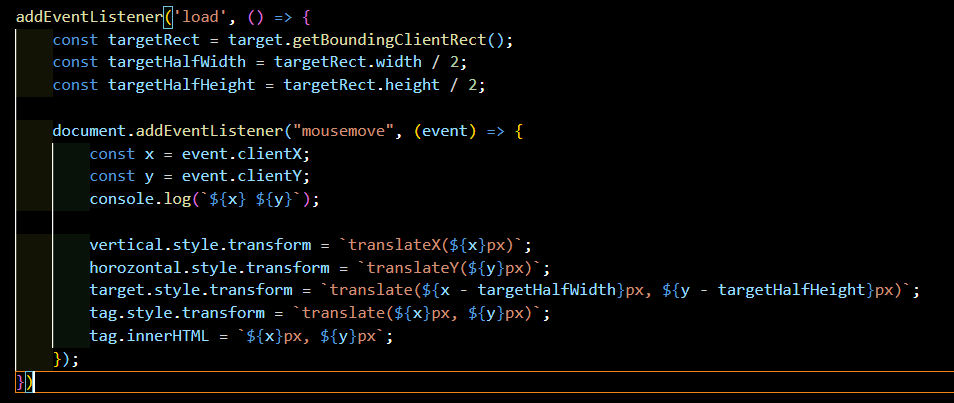 addEventListener('load', () => {
    const targetRect = target.getBoundingClientRect();
    const targetHalfWidth = targetRect.width / 2;
    const targetHalfHeight = targetRect.height / 2;

    document.addEventListener("mousemove", (event) => {
        const x = event.clientX;
        const y = event.clientY;
        console.log(`${x} ${y}`);

        vertical.style.transform = `translateX(${x}px)`;
        horozontal.style.transform = `translateY(${y}px)`;
        target.style.transform = `translate(${x - targetHalfWidth}px, ${y - targetHalfHeight}px)`;
        tag.style.transform = `translate(${x}px, ${y}px)`;
        tag.innerHTML = `${x}px, ${y}px`;
    });
})